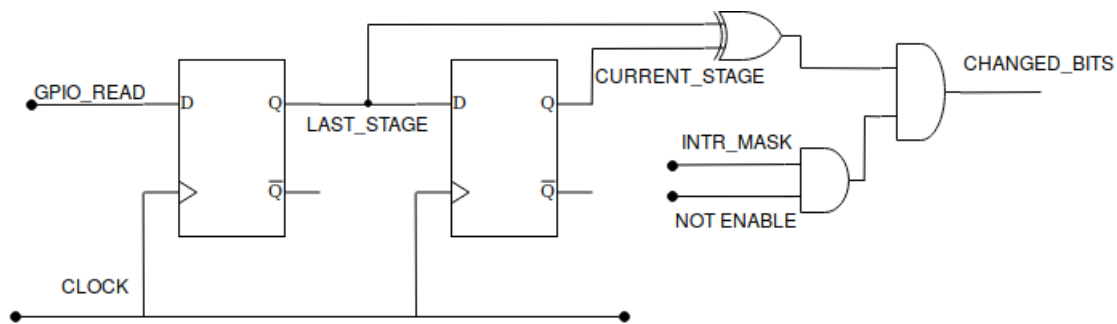 GPIO_READ
D
Q
Q
LAST_STAGE
D
Q
Q
CURRENT_STAGE
CHANGED_BITS
INTR_MASK
NOT ENABLE
CLOCK